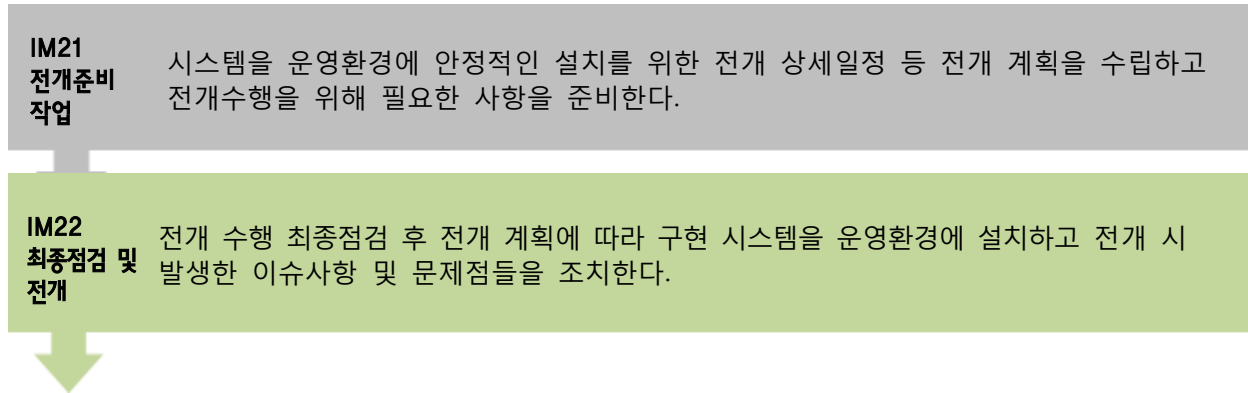 IM21
전개준비
작업
시스템을 운영환경에 안정적인 설치를 위한 전개 상세일정 등 전개 계획을 수립하고
전개수행을 위해 필요한 사항을 준비한다.
IM22
최종점검 및
전개
전개 수행 최종점검 후 전개 계획에 따라 구현 시스템을 운영환경에 설치하고 전개 시
발생한 이슈사항 및 문제점들을 조치한다.